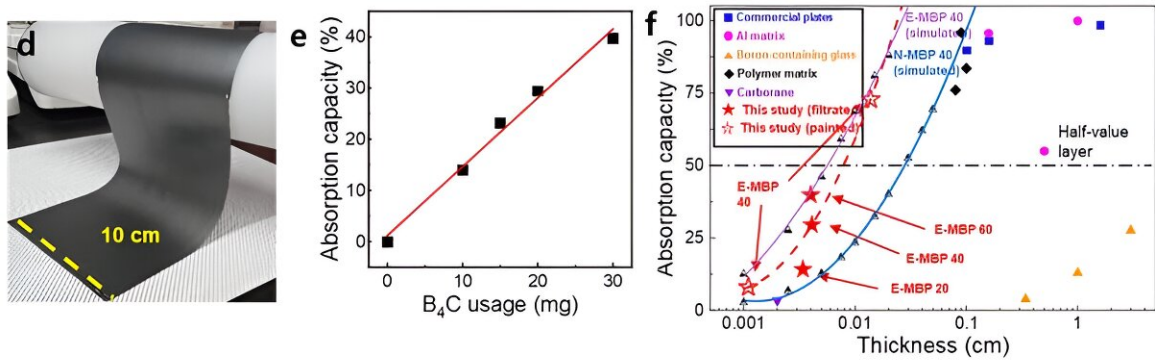 d
10 cm
e
Absorption capacity (%)
40
30
20
10
0
0 10 20 30
B4C usage (mg)
f
Absorption capacity (%)
100
75
50
25
0
Commercial plates
Al matrix
Boron-containing glass
Polymer matrix
Carborane
This study (filtrate)
This study (painted)
E-MBP 40
(simulated)
N-MBP 40
(simulated)
Half-value
layer
E-MBP
40
E-MBP 60
E-MBP 40
E-MBP 20
0.001 0.01 0.1 1
Thickness (cm)